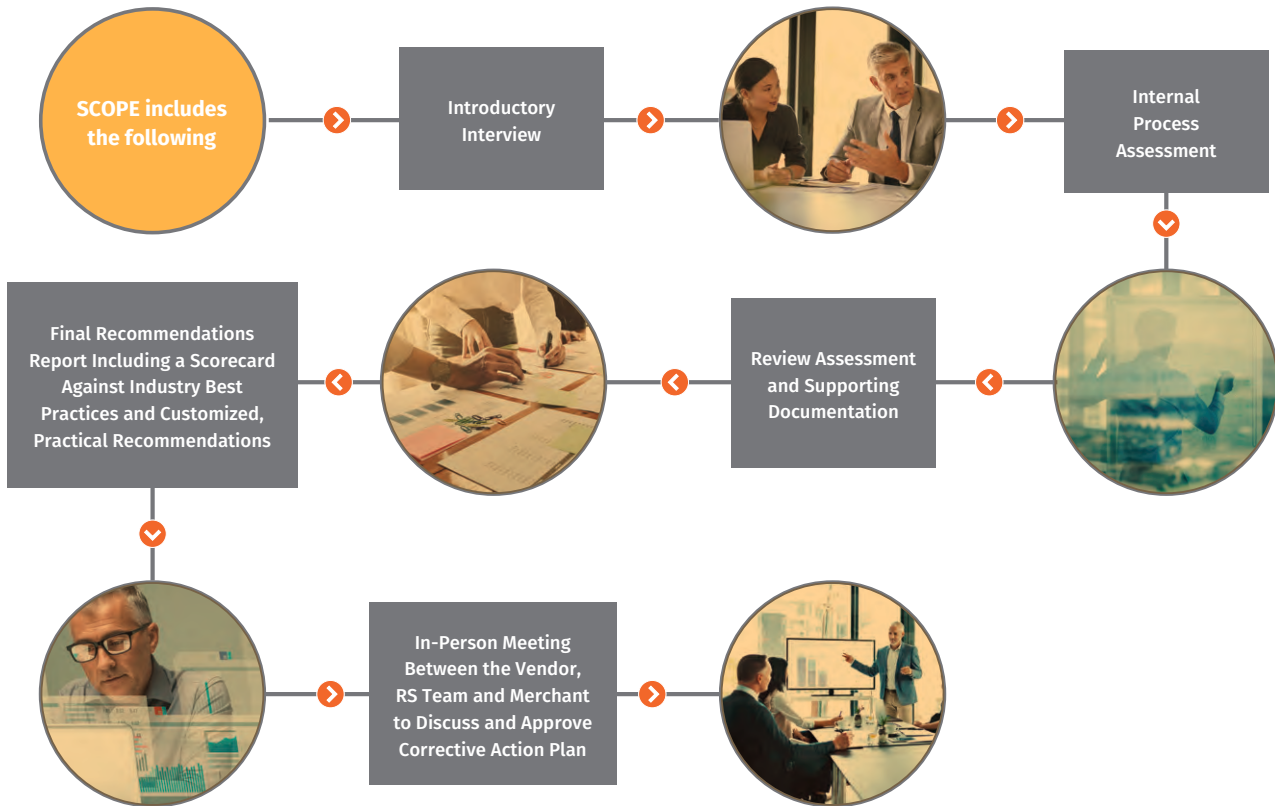 SCOPE includes
the following
Introductory
Interview
Internal
Process
Assessment
Review Assessment
and Supporting
Documentation
Final Recommendations
Report Including a Scorecard
Against Industry Best
Practices and Customized,
Practical Recommendations
In-Person Meeting
Between the Vendor,
RS Team and Merchant
to Discuss and Approve
Corrective Action Plan